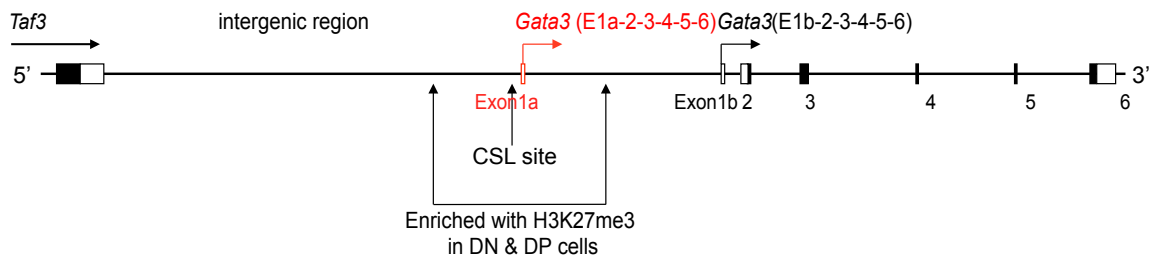 Taf3 intergenic region Gata3 (E1a-2-3-4-5-6) Gata3(E1b-2-3-4-5-6)
5’ 3’
Exon1a Exon1b 2 3 4 5 6
CSL site
Enriched with H3K27me3
in DN & DP cells